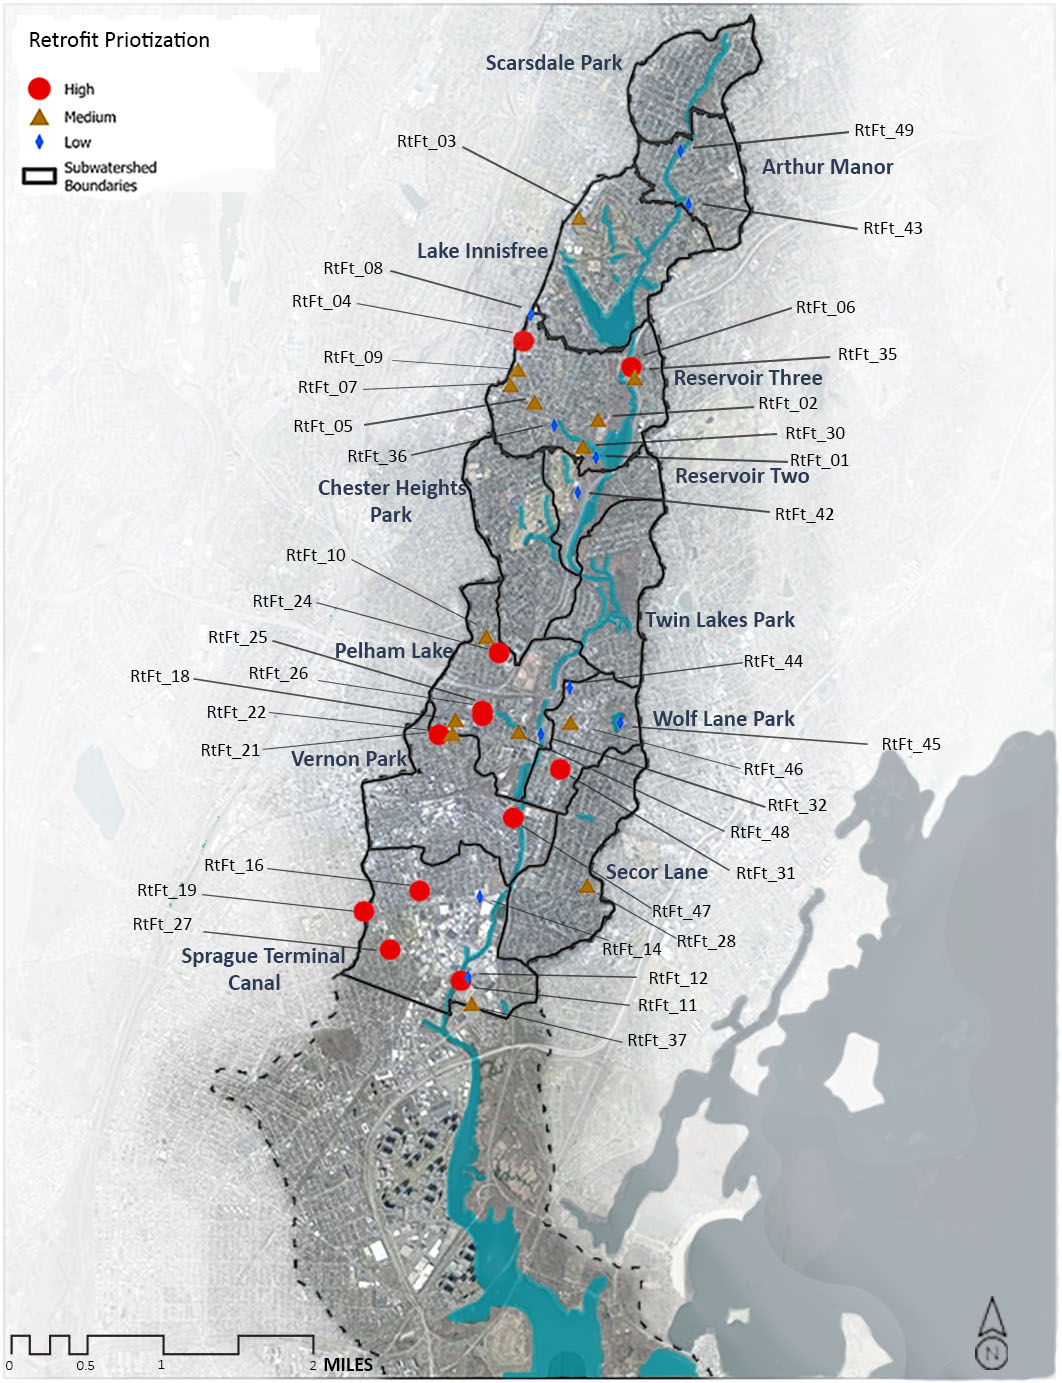 Retrofit Priotization
High
Medium
Low
Subwatershed
Boundaries
Scarsdale Park
RtFt_49
RtFt_03
Arthur Manor
RtFt_43
Lake Innisfree
RtFt_08
RtFt_04
RtFt_06
RtFt_35
RtFt_09
Reservoir Three
RtFt_07
RtFt_02
RtFt_05
RtFt_30
RtFt_36
RtFt_01
Reservoir Two
Chester Heights
Park
RtFt_42
RtFt_10
RtFt_24
Twin Lakes Park
RtFt_25
Pelham Lake
RtFt_44
RtFt_26
RtFt_18
RtFt_22
Wolf Lane Park
RtFt_45
RtFt_21
Vernon Park
RtFt_46
RtFt_32
RtFt_48
RtFt_16
Secor Lane
RtFt_31
RtFt_19
RtFt_47
RtFt_27
RtFt_28
RtFt_14
Sprague Terminal
Canal
RtFt_12
RtFt_11
RtFt_37
0 0.5 1 2 MILES
N